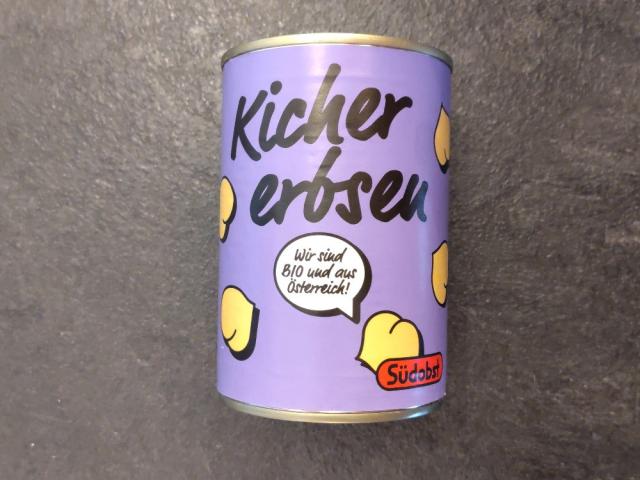 Kicher
erbsen
Wir sind
BIO und aus
Österreich!
Südobst